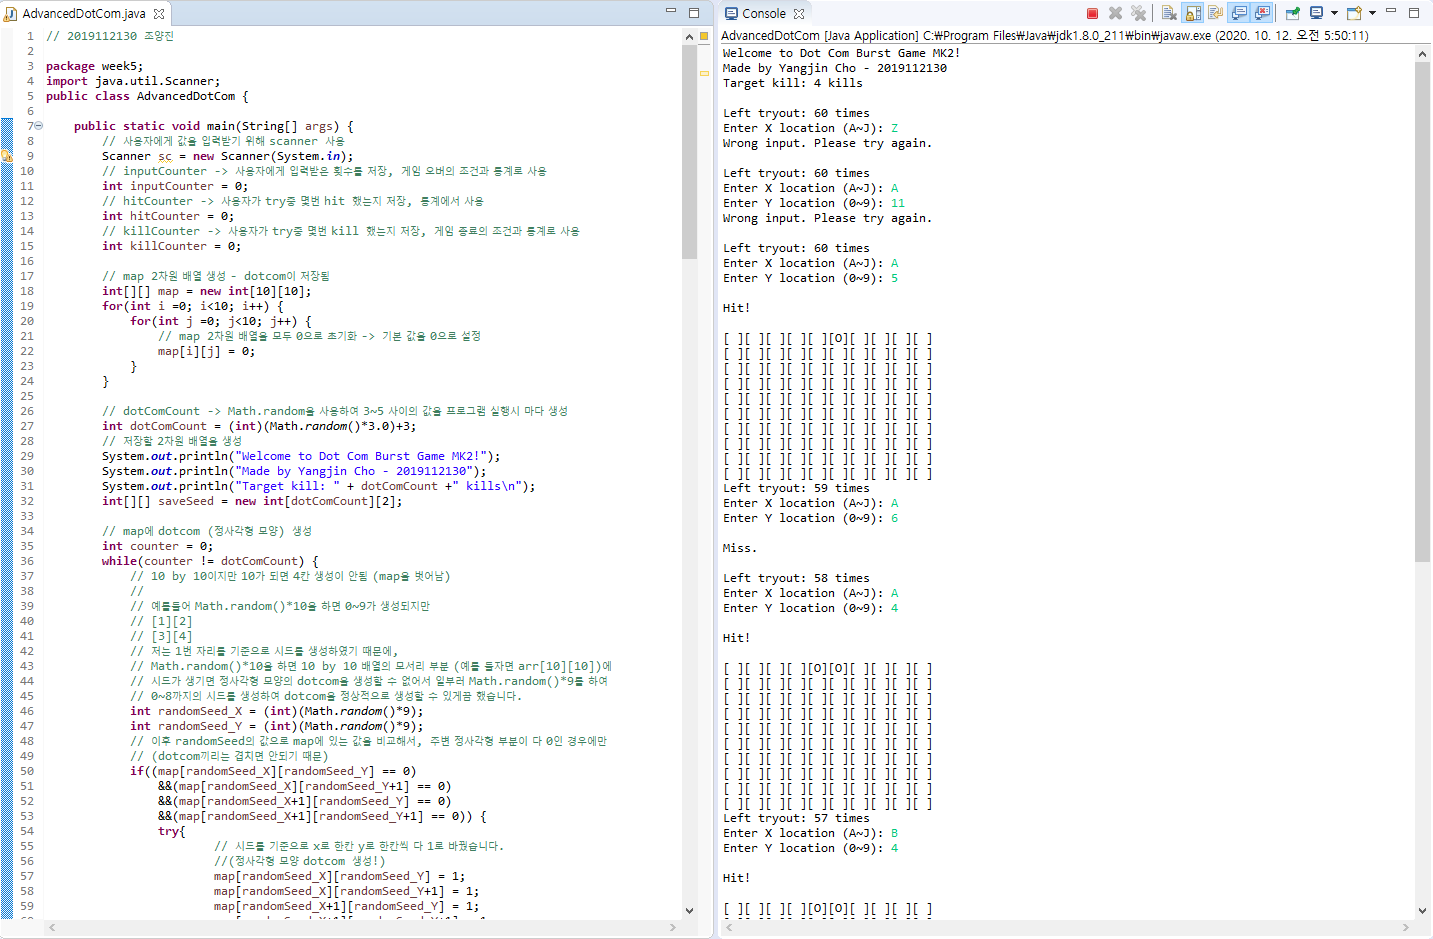 AdvancedDotCom.java
1 // 2019112130 조양진
2
3 package week5;
4 import java.util.Scanner;
5 public class AdvancedDotCom {
6
7 public static void main(String[] args) {
8 // 사용자에게 값을 입력받기 위해 scanner 사용
9 Scanner sc = new Scanner(System.in);
10 // inputCounter -> 사용자에게 입력받은 횟수를 저장, 게임 오버의 조건과 통계로 사용
11 int inputCounter = 0;
12 // hitCounter -> 사용자가 try중 몇번 hit 했는지 저장, 통계에서 사용
13 int hitCounter = 0;
14 // killCounter -> 사용자가 try중 몇번 kill 했는지 저장, 게임 종료의 조건과 통계로 사용
15 int killCounter = 0;
16
17 // map 2차원 배열 생성 - dotcom이 저장됨
18 int[][] map = new int[10][10];
19 for(int i =0; i<10; i++) {
20 for(int j =0; j<10; j++) {
21 // map 2차원 배열을 모두 0으로 초기화 -> 기본 값을 0으로 설정
22 map[i][j] = 0;
23 }
24 }
25
26 // dotComCount -> Math.random을 사용하여 3~5 사이의 값을 프로그램 실행시 마다 생성
27 int dotComCount = (int)(Math.random()*3.0)+3;
28 // 저장할 2차원 배열을 생성
29 System.out.println("Welcome to Dot Com Burst Game MK2!");
30 System.out.println("Made by Yangjin Cho - 2019112130");
31 System.out.println("Target kill: " + dotComCount +" kills\n");
32 int[][] saveSeed = new int[dotComCount][2];
33
34 // map에 dotcom (정사각형 모양) 생성
35 int counter = 0;
36 while(counter != dotComCount) {
37 // 10 by 10이지만 10가 되면 4칸 생성이 안됨 (map을 벗어남)
38 //
39 // 예를들어 Math.random()*10을 하면 0~9가 생성되지만
40 // [1][2]
41 // [3][4]
42 // 저는 1번 자리를 기준으로 시드를 생성하였기 때문에,
43 // Math.random()*10을 하면 10 by 10 배열의 모서리 부분 (예를 들자면 arr[10][10])에
44 // 시드가 생기면 정사각형 모양의 dotcom을 생성할 수 없어서 일부러 Math.random()*9를 하여
45 // 0~8까지의 시드를 생성하여 dotcom을 정상적으로 생성할 수 있게끔 했습니다.
46 int randomSeed_X = (int)(Math.random()*9);
47 int randomSeed_Y = (int)(Math.random()*9);
48 // 이후 randomSeed의 값으로 map에 있는 값을 비교해서, 주변 정사각형 부분이 다 0인 경우에만
49 // (dotcom끼리는 겹치면 안되기 때문)
50 if((map[randomSeed_X][randomSeed_Y] == 0)
51 &&(map[randomSeed_X][randomSeed_Y+1] == 0)
52 &&(map[randomSeed_X+1][randomSeed_Y] == 0)
53 &&(map[randomSeed_X+1][randomSeed_Y+1] == 0)) {
54 try{
55 // 시드를 기준으로 x로 한칸 y로 한칸씩 다 1로 바꿨습니다.
56 //(정사각형 모양 dotcom 생성!)
57 map[randomSeed_X][randomSeed_Y] = 1;
58 map[randomSeed_X][randomSeed_Y+1] = 1;
59 map[randomSeed_X+1][randomSeed_Y] = 1;
Console
AdvancedDotCom [Java Application] C:₩Program Files₩Java₩jdk1.8.0_211₩bin₩javaw.exe (2020. 10. 12. 오전 5:50:11)
Welcome to Dot Com Burst Game MK2!
Made by Yangjin Cho - 2019112130
Target kill: 4 kills

Left tryout: 60 times
Enter X location (A~J): Z
Wrong input. Please try again.

Left tryout: 60 times
Enter X location (A~J): A
Enter Y location (0~9): 11
Wrong input. Please try again.

Left tryout: 60 times
Enter X location (A~J): A
Enter Y location (0~9): 5

Hit!

[ ][ ][ ][ ][ ][O][ ][ ][ ][ ]
[ ][ ][ ][ ][ ][ ][ ][ ][ ][ ]
[ ][ ][ ][ ][ ][ ][ ][ ][ ][ ]
[ ][ ][ ][ ][ ][ ][ ][ ][ ][ ]
[ ][ ][ ][ ][ ][ ][ ][ ][ ][ ]
[ ][ ][ ][ ][ ][ ][ ][ ][ ][ ]
[ ][ ][ ][ ][ ][ ][ ][ ][ ][ ]
[ ][ ][ ][ ][ ][ ][ ][ ][ ][ ]
[ ][ ][ ][ ][ ][ ][ ][ ][ ][ ]
[ ][ ][ ][ ][ ][ ][ ][ ][ ][ ]
Left tryout: 59 times
Enter X location (A~J): A
Enter Y location (0~9): 6

Miss.

Left tryout: 58 times
Enter X location (A~J): A
Enter Y location (0~9): 4

Hit!

[ ][ ][ ][ ][O][O][ ][ ][ ][ ]
[ ][ ][ ][ ][ ][ ][ ][ ][ ][ ]
[ ][ ][ ][ ][ ][ ][ ][ ][ ][ ]
[ ][ ][ ][ ][ ][ ][ ][ ][ ][ ]
[ ][ ][ ][ ][ ][ ][ ][ ][ ][ ]
[ ][ ][ ][ ][ ][ ][ ][ ][ ][ ]
[ ][ ][ ][ ][ ][ ][ ][ ][ ][ ]
[ ][ ][ ][ ][ ][ ][ ][ ][ ][ ]
[ ][ ][ ][ ][ ][ ][ ][ ][ ][ ]
[ ][ ][ ][ ][ ][ ][ ][ ][ ][ ]
Left tryout: 57 times
Enter X location (A~J): B
Enter Y location (0~9): 4

Hit!

[ ][ ][ ][ ][O][O][ ][ ][ ][ ]